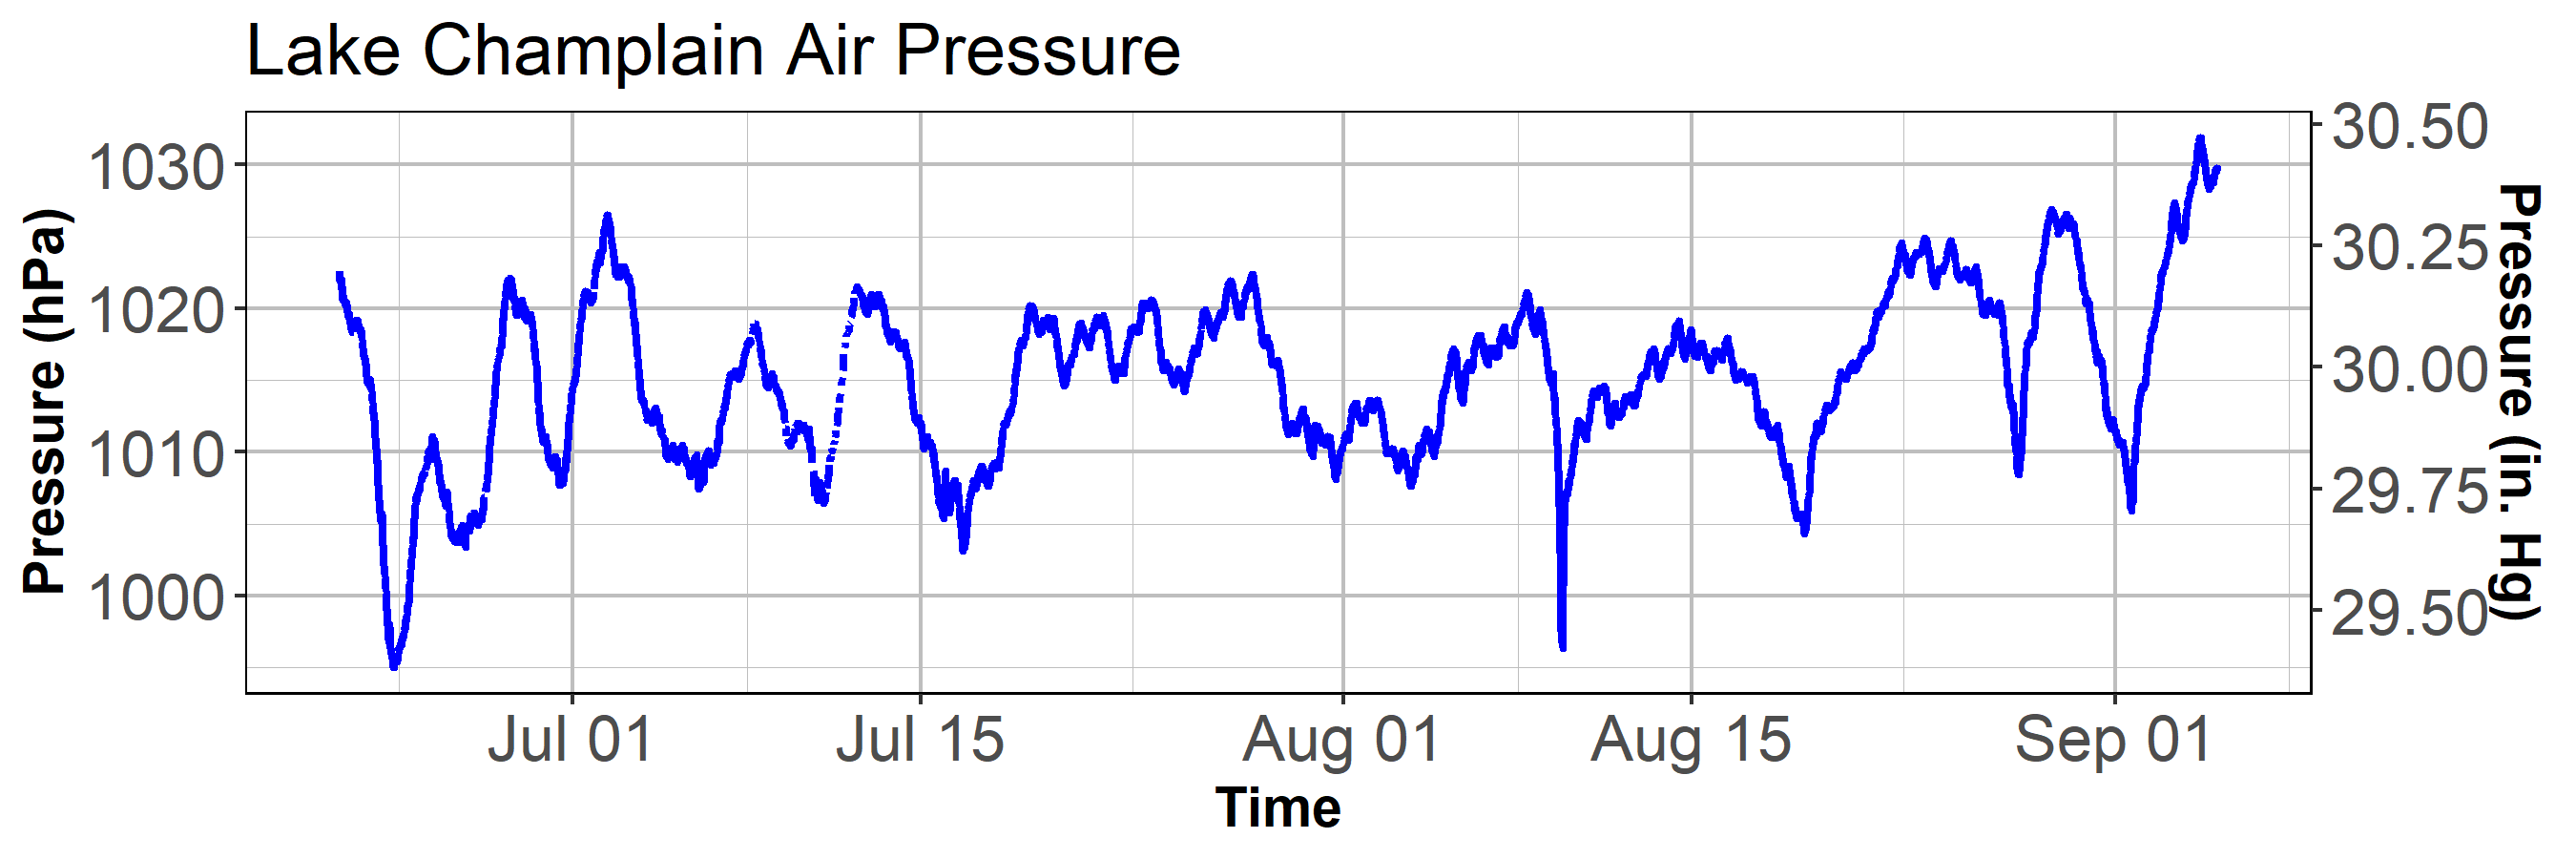 Lake Champlain Air Pressure
Pressure (hPa)
1030
1020
1010
1000
30.50
30.25
30.00
29.75
29.50
Pressure (in. Hg)
Jul 01
Jul 15
Aug 01
Aug 15
Sep 01
Time